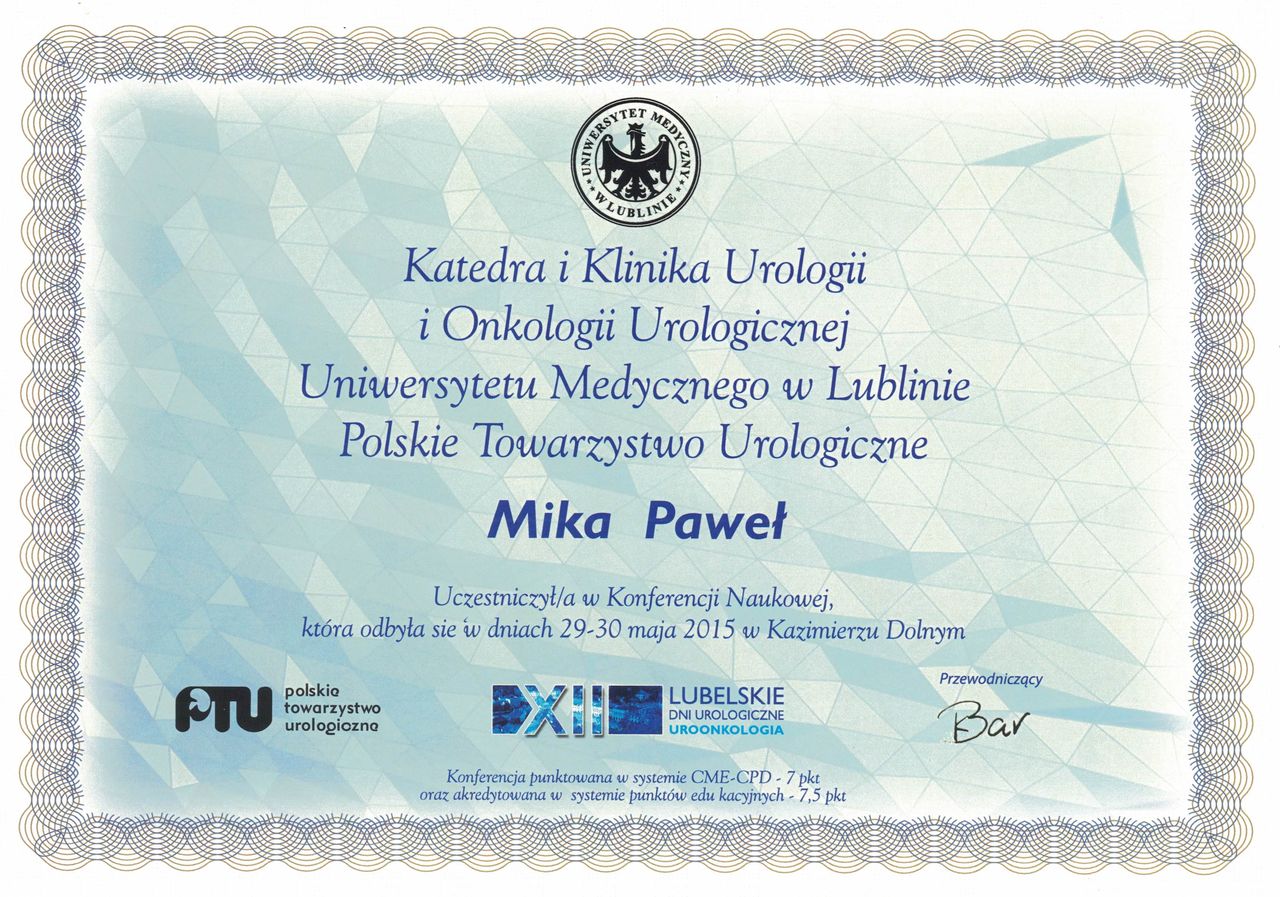 UNIWERSYTET MEDYCZNY
W LUBLINIE
Katedra i Klinika Urologii
i Onkologii Urologicznej
Uniwersytetu Medycznego w Lublinie
Polskie Towarzystwo Urologiczne
Mika Paweł
Uczestniczył/a w Konferencji Naukowej,
która odbyła sie w dniach 29-30 maja 2015 w Kazimierzu Dolnym
PTU
polskie
towarzystwo
urologiczne
XII
LUBELSKIE
DNI UROLOGICZNE
UROONKOLOGIA
Przewodniczący
Bar
Konferencja punktowana w systemie CME-CPD - 7 pkt
oraz akredytowana w systemie punktów edu kacyjnych - 7,5 pkt